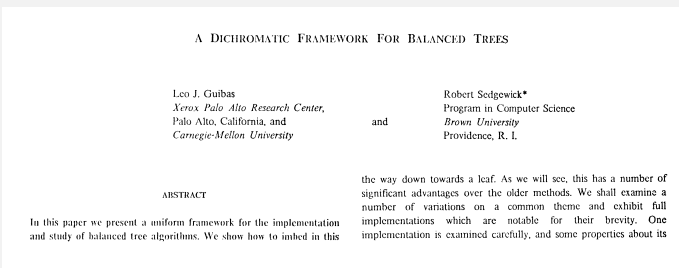 A DICHROMATIC FRAMEWORK FOR BALANCED TREES
Leo J. Guibas
Xerox Palo Alto Research Center,
Palo Alto, California, and
Carnegie-Mellon University
and
Robert Sedgewick*
Program in Computer Science
Brown University
Providence, R. I.
ABSTRACT
In this paper we present a uniform framework for the implementation
and study of balanced tree algorithms. We show how to imbed in this
the way down towards a leaf. As we will see, this has a number of
significant advantages over the older methods. We shall examine a
number of variations on a common theme and exhibit full
implementations which are notable for their brevity. One
implementation is examined carefully, and some properties about its